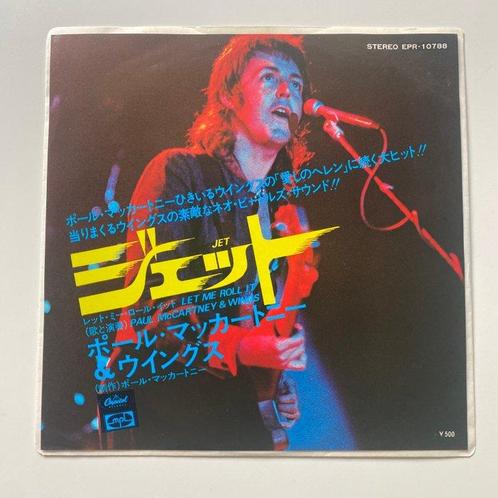 STEREO EPR-10788
ポール・マッカートニーひきいるウイングスの「愛しのヘレン」に続く大ヒット!!
当りまくるウイングスの素敵なネオ・ビートルズ・サウンド!!
ジェット
JET
レット・ミー・ロール・イット LET ME ROLL IT
(歌と演奏) PAUL McCARTNEY & WINGS
ポール・マッカートニー
&ウイングス
ポール・マッカートニー
Capitol
mpl
¥500